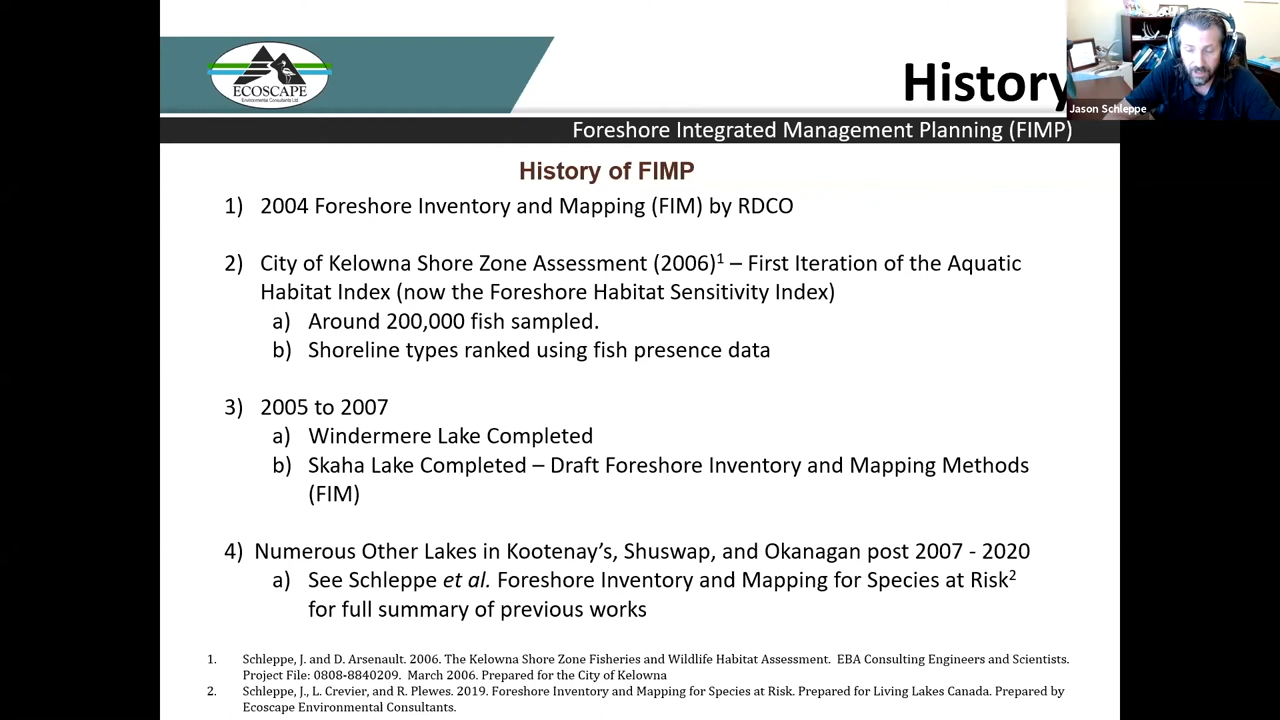 ECOSCAPE
Environmental Consultants Ltd.
History
Jason Schleppe
Foreshore Integrated Management Planning (FIMP)
History of FIMP
1) 2004 Foreshore Inventory and Mapping (FIM) by RDCO
2) City of Kelowna Shore Zone Assessment (2006)1 – First Iteration of the Aquatic
Habitat Index (now the Foreshore Habitat Sensitivity Index)
a) Around 200,000 fish sampled.
b) Shoreline types ranked using fish presence data
3) 2005 to 2007
a) Windermere Lake Completed
b) Skaha Lake Completed – Draft Foreshore Inventory and Mapping Methods
(FIM)
4) Numerous Other Lakes in Kootenay's, Shuswap, and Okanagan post 2007 - 2020
a) See Schleppe et al. Foreshore Inventory and Mapping for Species at Risk2
for full summary of previous works
1. Schleppe, J. and D. Arsenault. 2006. The Kelowna Shore Zone Fisheries and Wildlife Habitat Assessment. EBA Consulting Engineers and Scientists.
Project File: 0808-8840209. March 2006. Prepared for the City of Kelowna
2. Schleppe, J., L. Crevier, and R. Plewes. 2019. Foreshore Inventory and Mapping for Species at Risk. Prepared for Living Lakes Canada. Prepared by
Ecoscape Environmental Consultants.